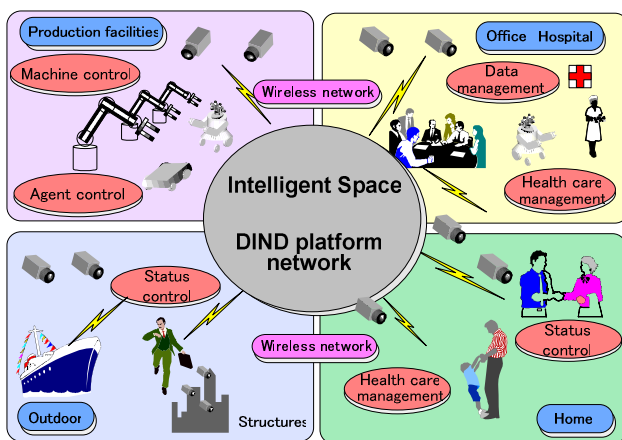 Production facilities
Machine control
Agent control
Wireless network
Office Hospital
Data
management
Health care
management
Intelligent Space
DIND platform
network
Status
control
Outdoor
Structures
Wireless network
Status
control
Health care
management
Home